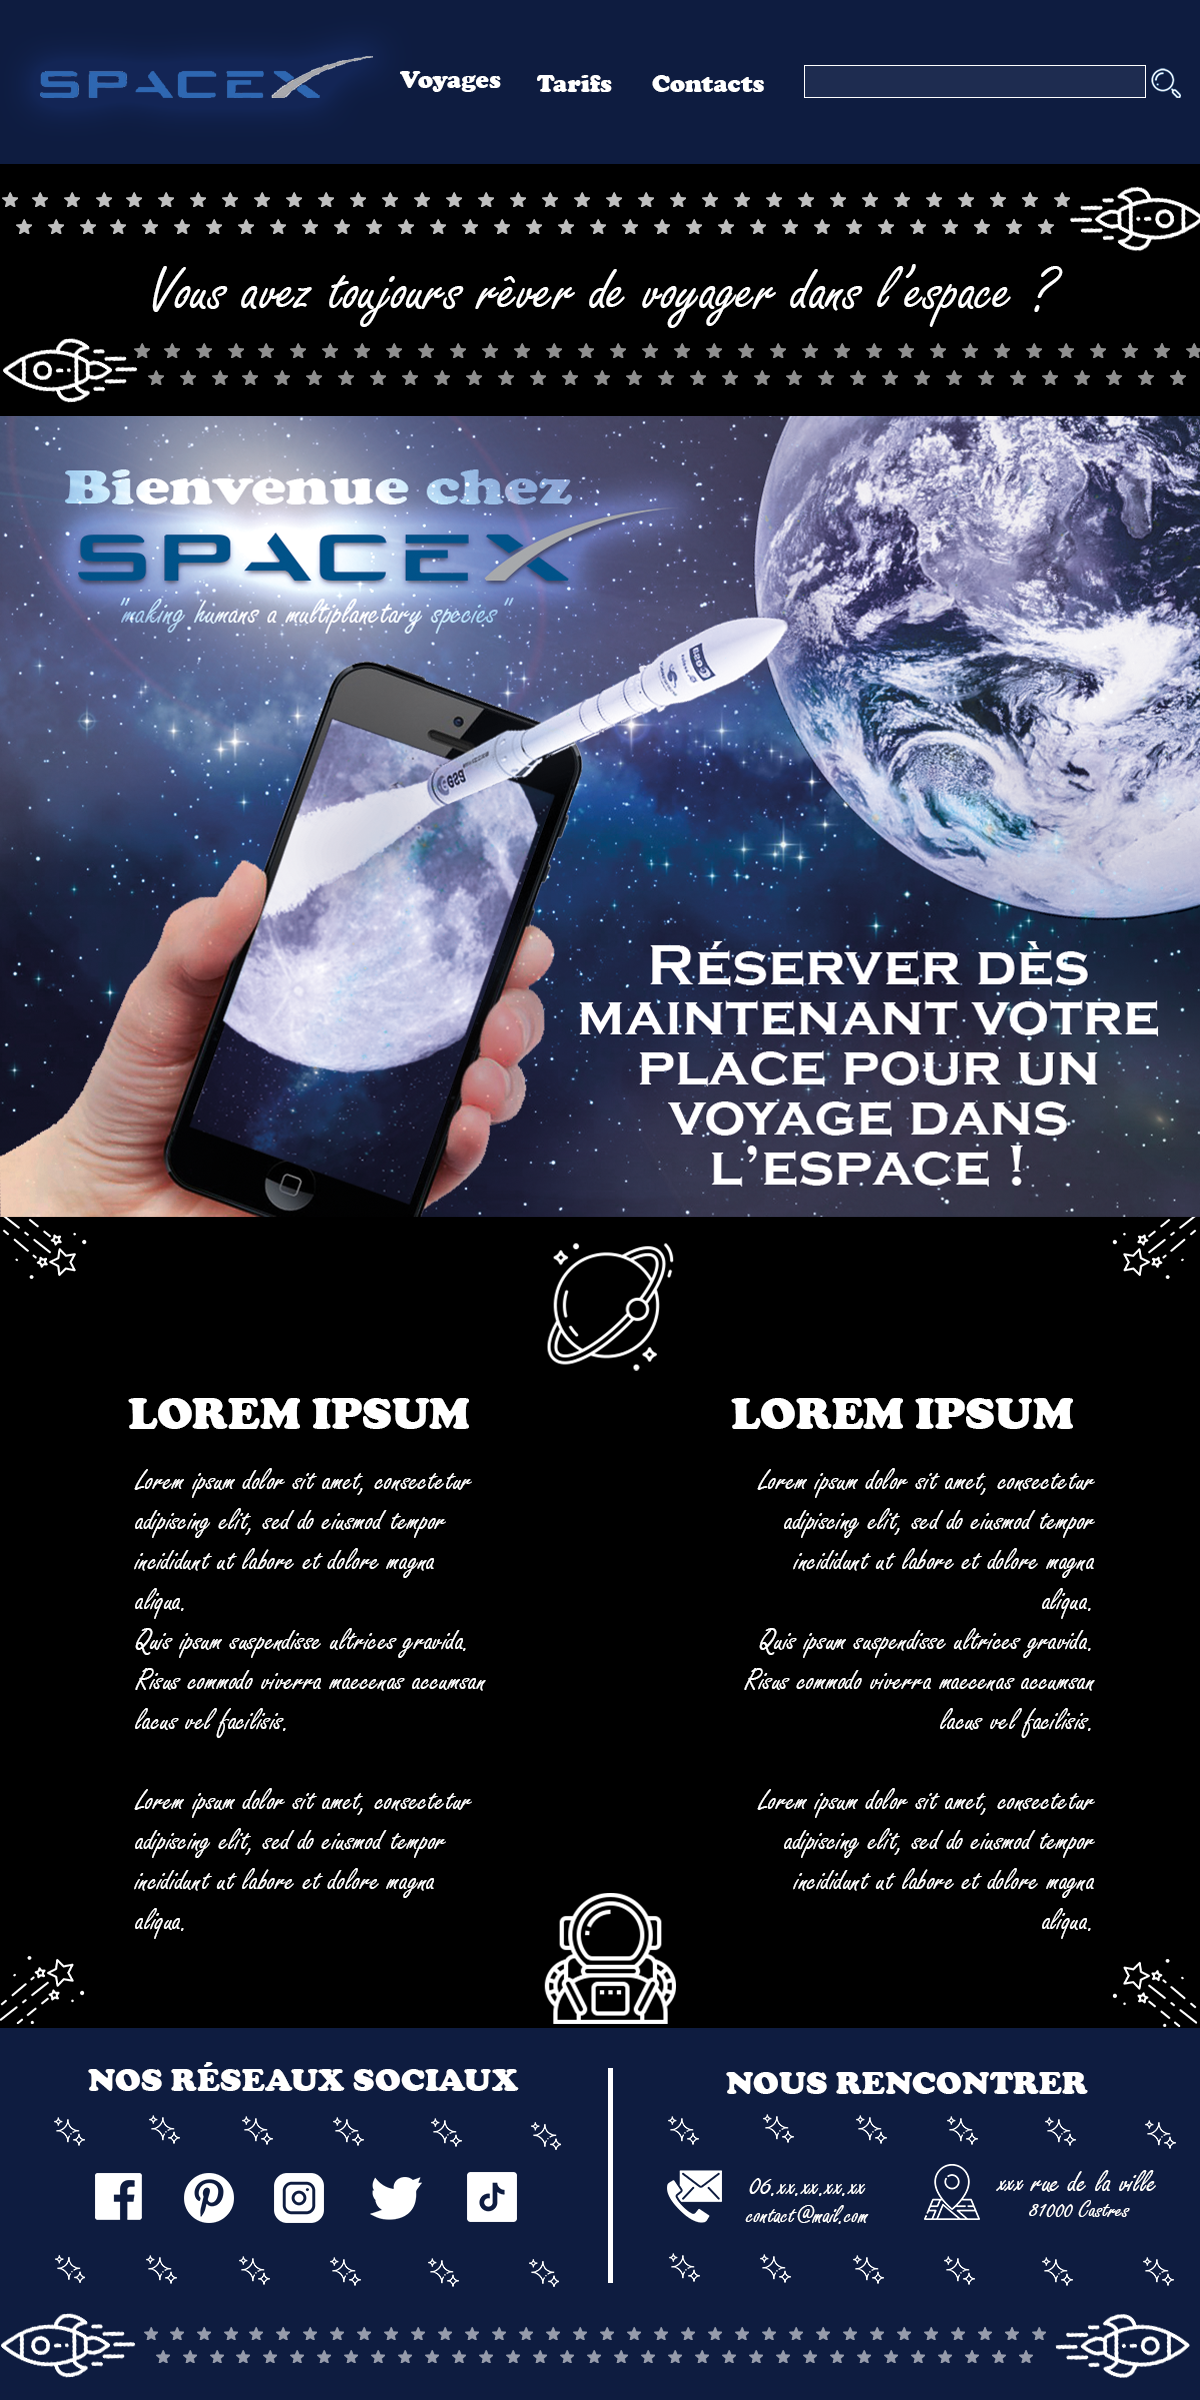 SPACEX
Voyages Tarifs Contacts
Vous avez toujours rêver de voyager dans l'espace ?
Bienvenue chez
SPACEX
"making humans a multiplanetary species"
esa
esa
RÉSERVER DÈS
MAINTENANT VOTRE
PLACE POUR UN
VOYAGE DANS
L'ESPACE !
LOREM IPSUM
Lorem ipsum dolor sit amet, consectetur
adipiscing elit, sed do eiusmod tempor
incididunt ut labore et dolore magna
aliqua.
Quis ipsum suspendisse ultrices gravida.
Risus commodo viverra maecenas accumsan
lacus vel facilisis.
Lorem ipsum dolor sit amet, consectetur
adipiscing elit, sed do eiusmod tempor
incididunt ut labore et dolore magna
aliqua.
LOREM IPSUM
Lorem ipsum dolor sit amet, consectetur
adipiscing elit, sed do eiusmod tempor
incididunt ut labore et dolore magna
aliqua.
Quis ipsum suspendisse ultrices gravida.
Risus commodo viverra maecenas accumsan
lacus vel facilisis.
Lorem ipsum dolor sit amet, consectetur
adipiscing elit, sed do eiusmod tempor
incididunt ut labore et dolore magna
aliqua.
NOS RÉSEAUX SOCIAUX
NOUS RENCONTRER
06.xx.xx.xx.xx
contact@mail.com
xxx rue de la ville
81000 Castres